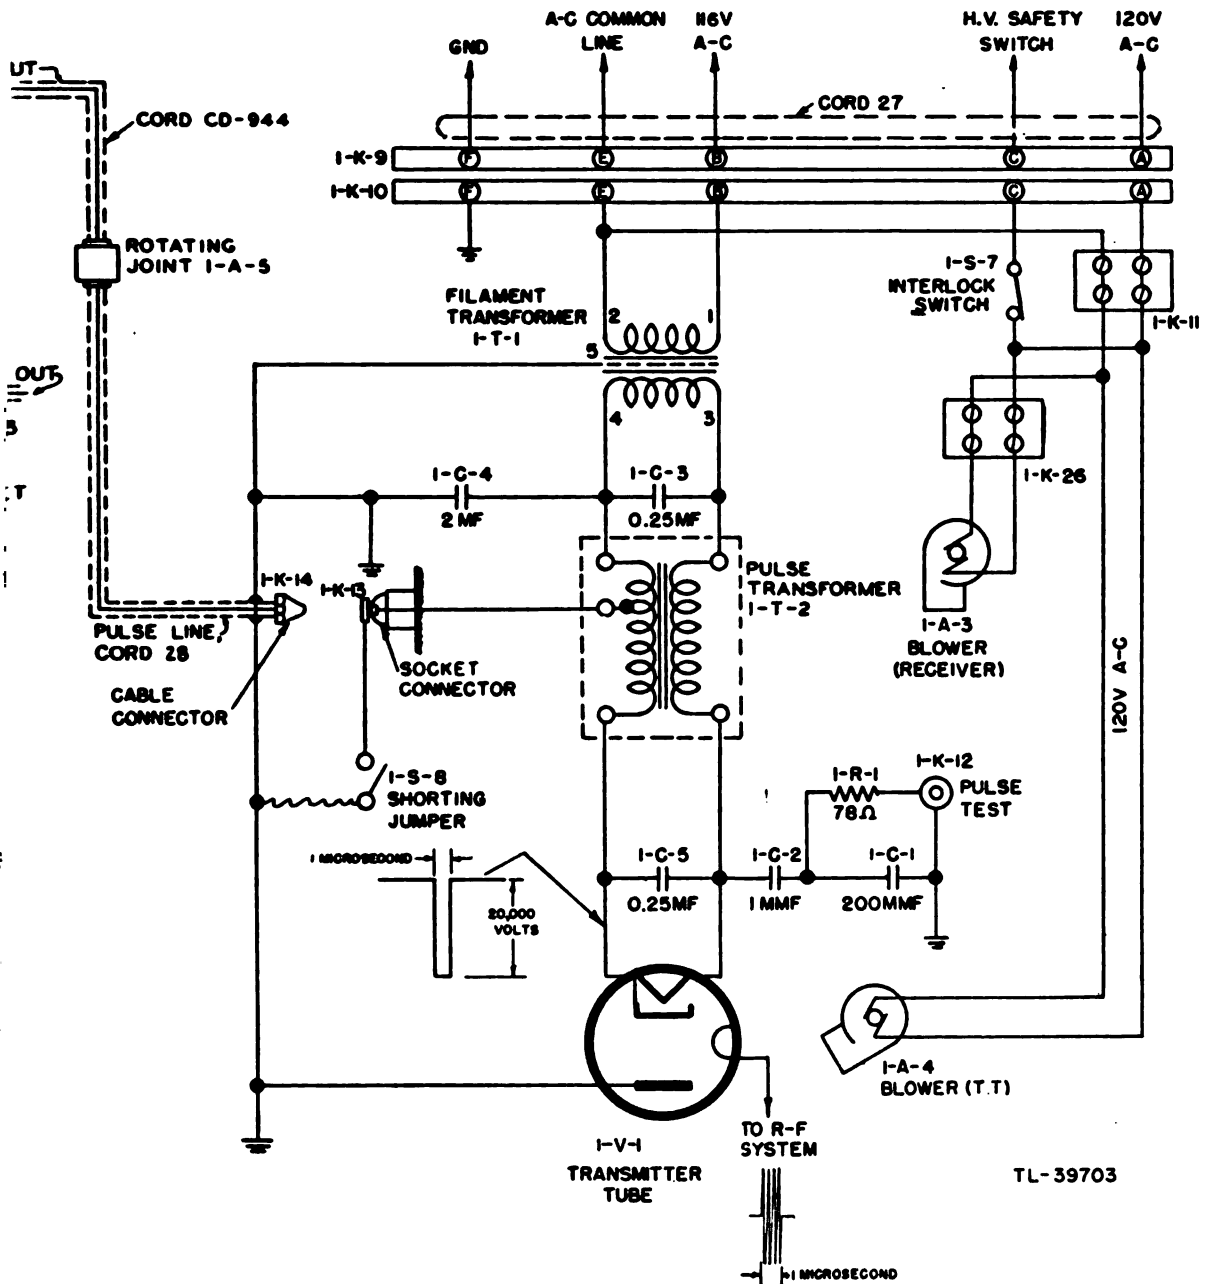 A-C COMMON
LINE
116V
A-C
H.V. SAFETY
SWITCH
120V
A-C
GND
UT
CORD 27
CORD CD-944
1-K-9
F
E
B
C
A
1-K-10
F
E
B
C
A
ROTATING
JOINT 1-A-5
1-S-7
INTERLOCK
SWITCH
FILAMENT
TRANSFORMER
1-T-1
2
1
1-K-11
5
OUT
4
3
B
1-C-4
1-C-3
1-K-26
T
2 MF
0.25MF
PULSE
TRANSFORMER
1-T-2
1-K-14
1-K-13
1-A-3
BLOWER
(RECEIVER)
PULSE LINE,
CORD 28
SOCKET
CONNECTOR
CABLE
CONNECTOR
120V A-C
1-S-8
SHORTING
JUMPER
1-R-1
78Ω
1-K-12
PULSE
TEST
1 MICROSECOND
1-C-5
1-C-2
1-C-1
0.25MF
1MMF
200MMF
20,000
VOLTS
1-A-4
BLOWER (T.T)
1-V-1
TRANSMITTER
TUBE
TO R-F
SYSTEM
TL-39703
1 MICROSECOND